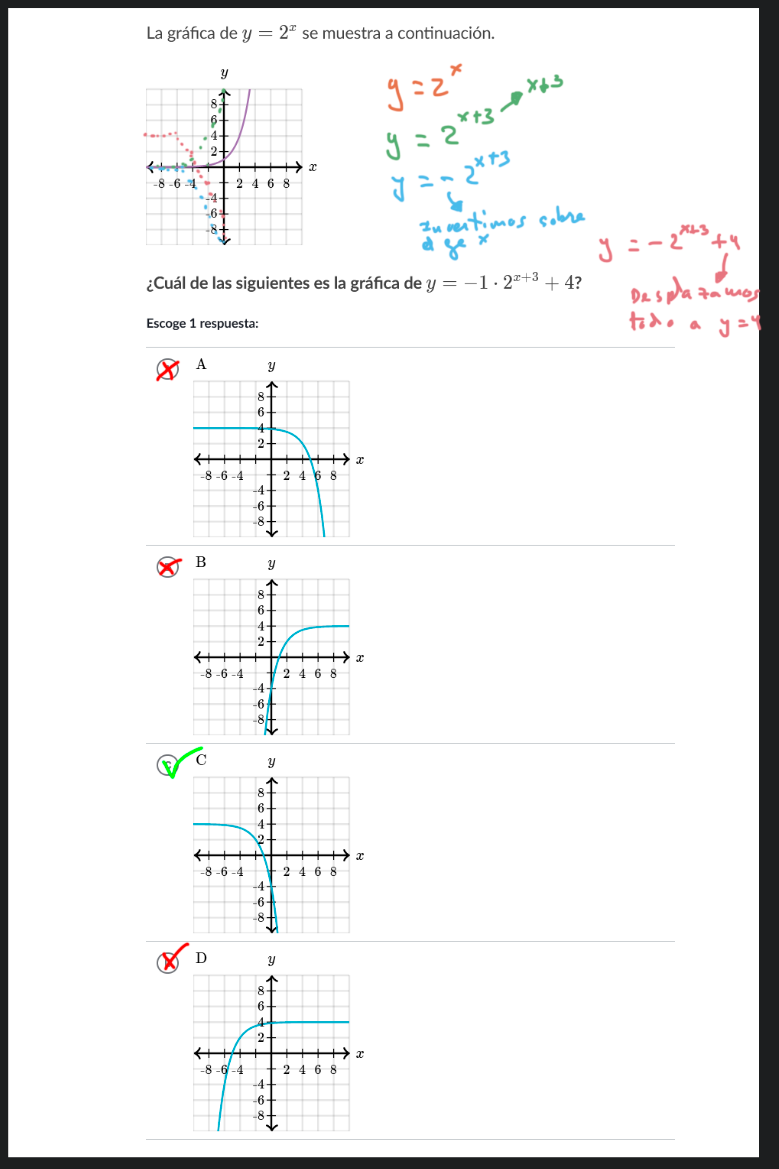 La gráfica de y = 2^x se muestra a continuación.
y = 2^x
x+3
y = 2^x+3
y = - 2^x+3
Invertimos sobre
el eje x
y = - 2^x+3 + 4
Desplazamos
todo a y = 4
y
8
6
4
2
x
-8 -6 -4 2 4 6 8
-4
-6
-8
¿Cuál de las siguientes es la gráfica de y = −1 · 2^x+3 + 4?
Escoge 1 respuesta:
A
y
8
6
4
2
x
-8 -6 -4 2 4 6 8
-4
-6
-8
B
y
8
6
4
2
x
-8 -6 -4 2 4 6 8
-4
-6
-8
C
y
8
6
4
2
x
-8 -6 -4 2 4 6 8
-4
-6
-8
D
y
8
6
4
2
x
-8 -6 -4 2 4 6 8
-4
-6
-8